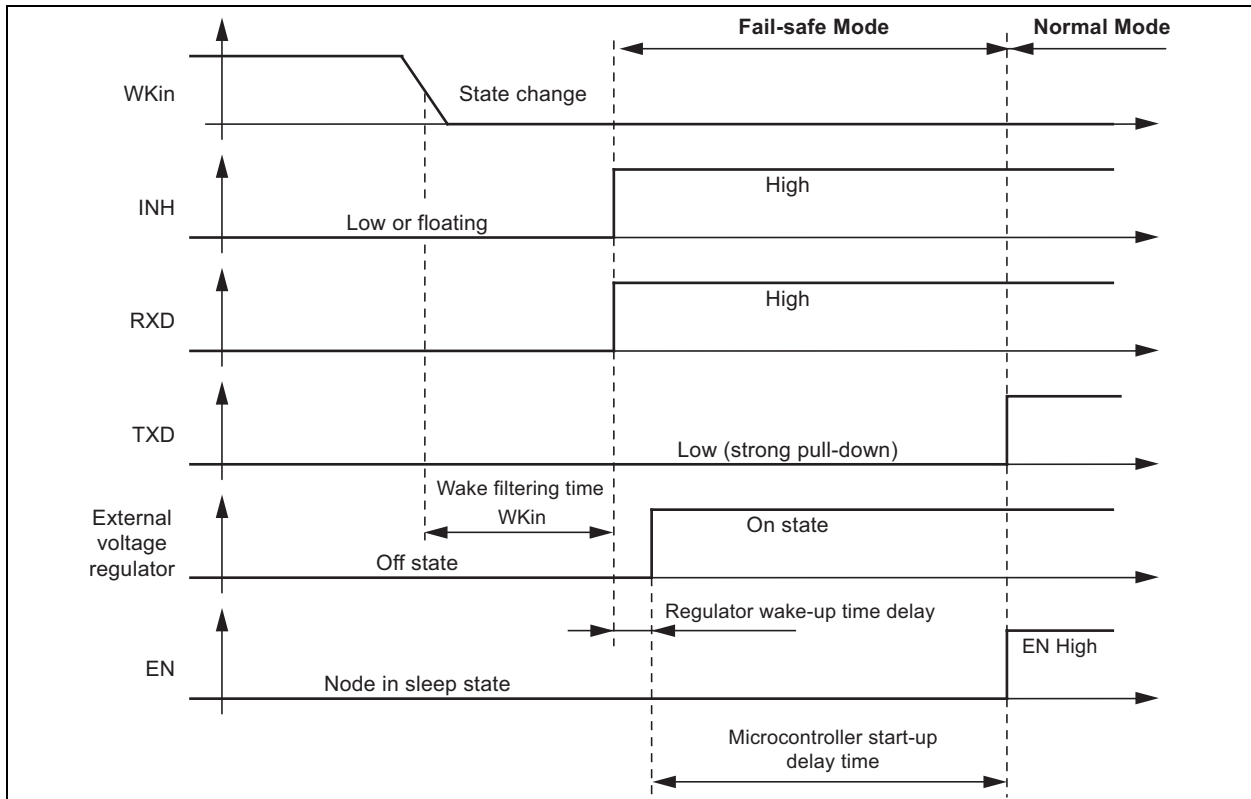 Fail-safe Mode
Normal Mode
WKin
State change
INH
High
Low or floating
RXD
High
TXD
Low (strong pull-down)
Wake filtering time
WKin
External
voltage
regulator
On state
Off state
Regulator wake-up time delay
EN
EN High
Node in sleep state
Microcontroller start-up
delay time